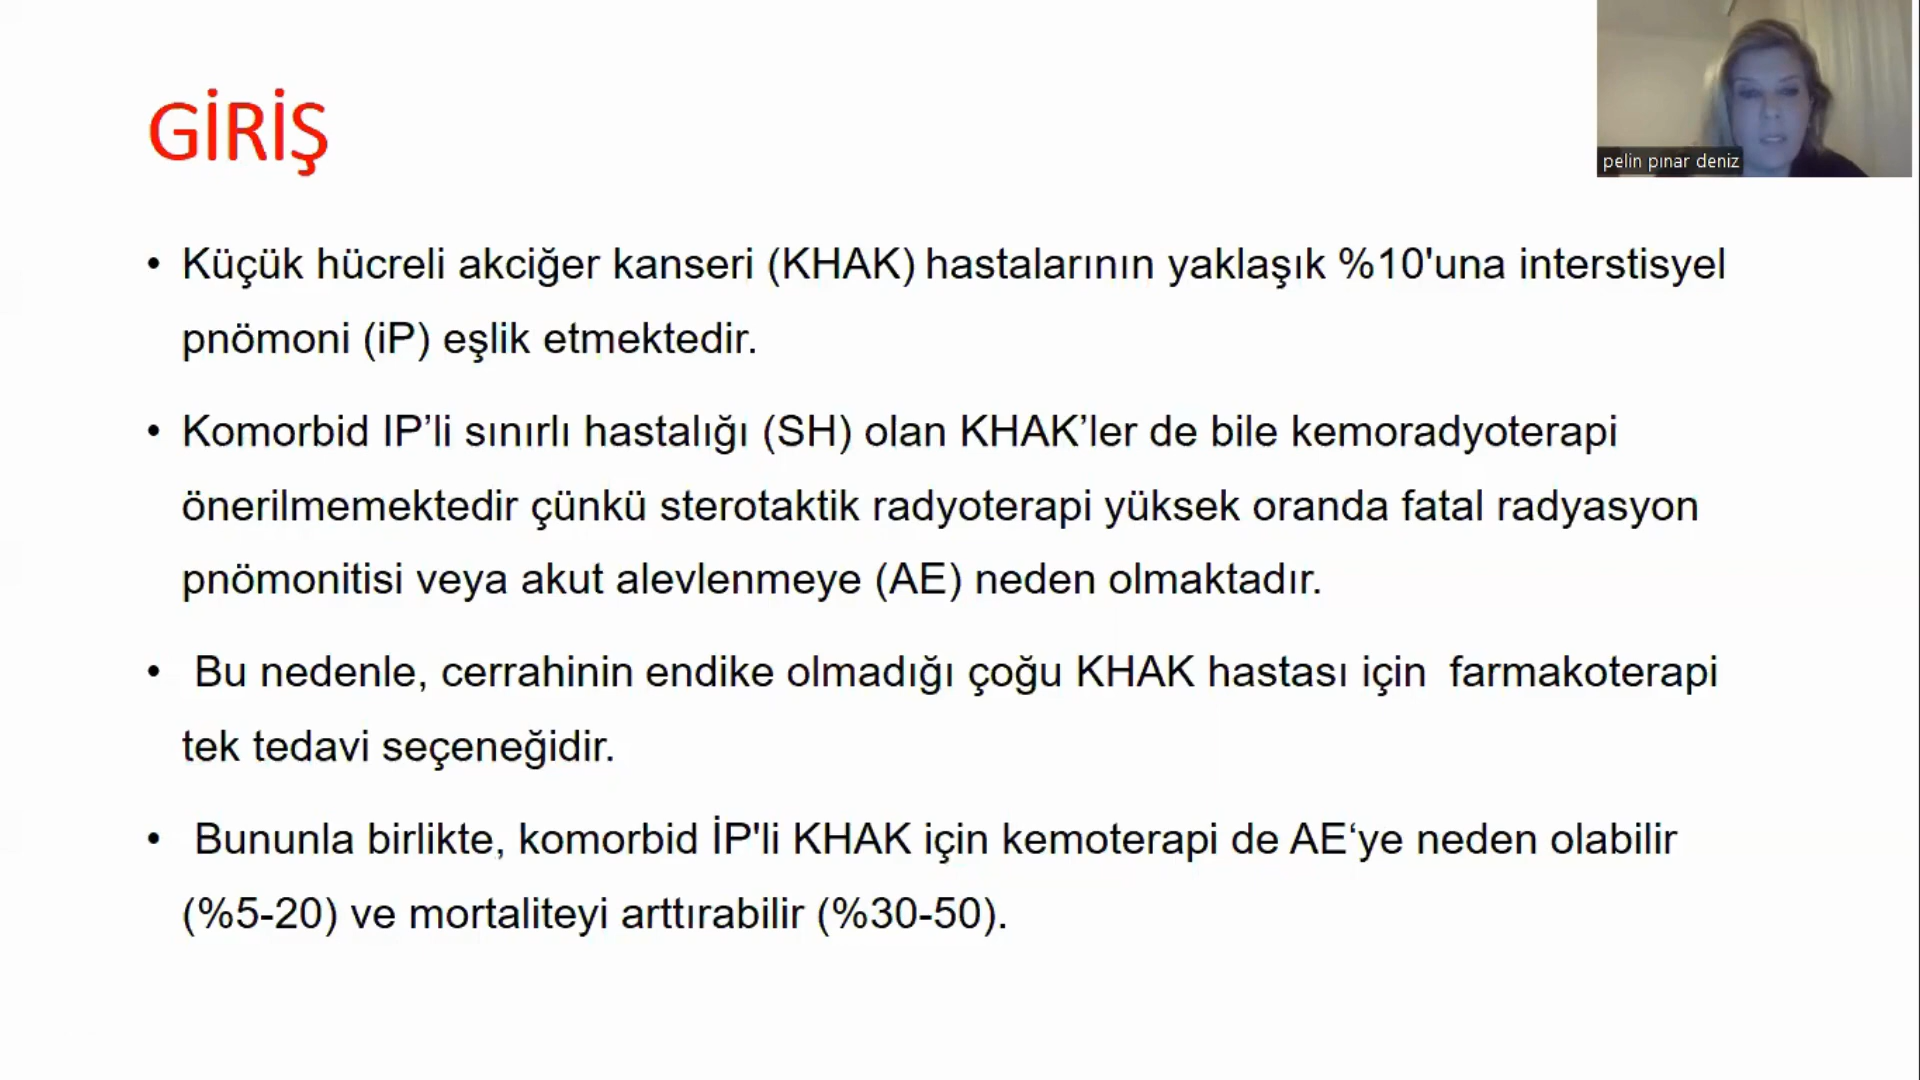 GİRİŞ
pelin pınar deniz
• Küçük hücreli akciğer kanseri (KHAK) hastalarının yaklaşık %10'una interstisyel
pnömoni (iP) eşlik etmektedir.
• Komorbid IP’li sınırlı hastalığı (SH) olan KHAK’ler de bile kemoradyoterapi
önerilmemektedir çünkü sterotaktik radyoterapi yüksek oranda fatal radyasyon
pnömonitisi veya akut alevlenmeye (AE) neden olmaktadır.
• Bu nedenle, cerrahinin endike olmadığı çoğu KHAK hastası için farmakoterapi
tek tedavi seçeneğidir.
• Bununla birlikte, komorbid İP'li KHAK için kemoterapi de AE‘ye neden olabilir
(%5-20) ve mortaliteyi arttırabilir (%30-50).